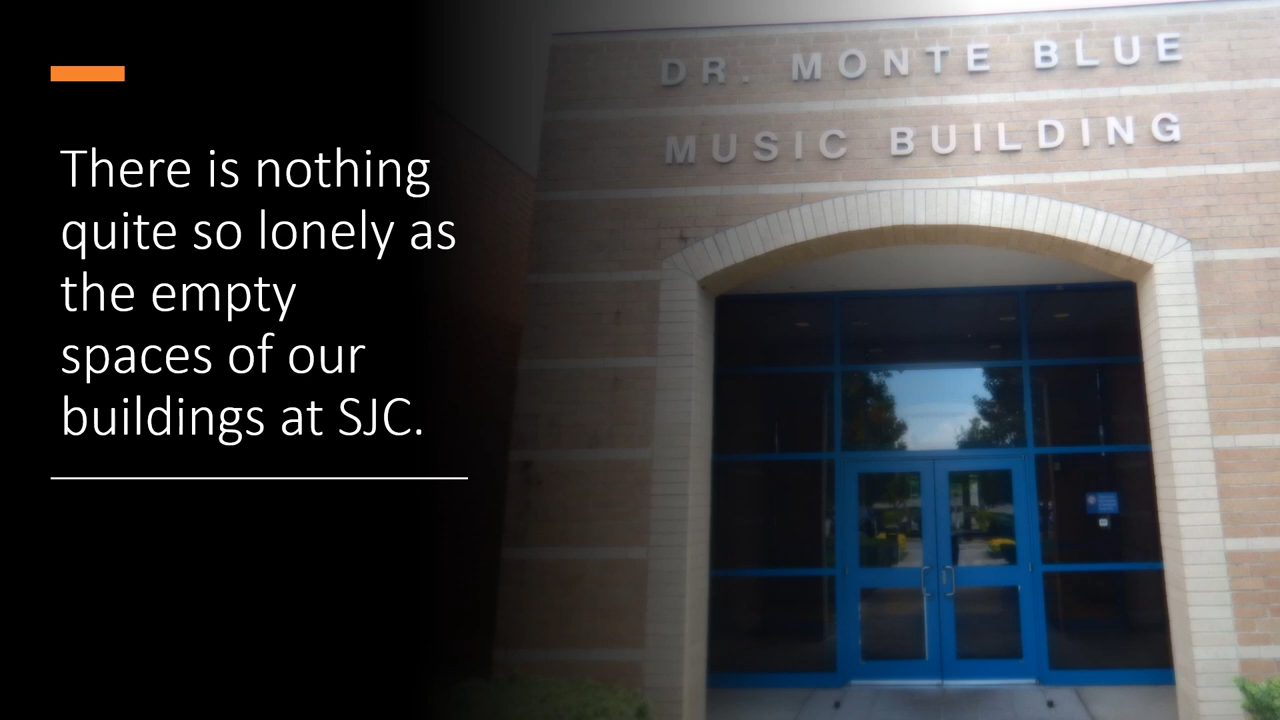 There is nothing
quite so lonely as
the empty
spaces of our
buildings at SJC.
DR. MONTE BLUE
MUSIC BUILDING